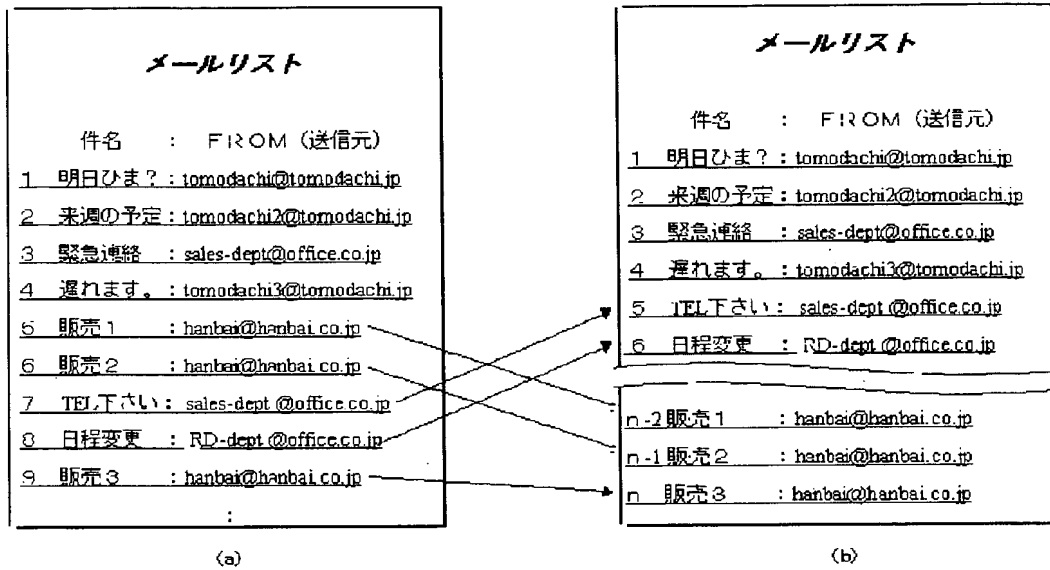 メールリスト
件名 : FROM (送信元)
1 明日ひま? : tomodachi@tomodachi.jp
2 来週の予定 : tomodachi2@tomodachi.jp
3 緊急連絡 : sales-dept@office.co.jp
4 遅れます。 : tomodachi3@tomodachi.jp
5 販売1 : hanbai@hanbai.co.jp
6 販売2 : hanbai@hanbai.co.jp
7 TEL下さい : sales-dept @office.co.jp
8 日程変更 : RD-dept @office.co.jp
9 販売3 : hanbai@hanbai.co.jp
:
(a)
メールリスト
件名 : FROM (送信元)
1 明日ひま? : tomodachi@tomodachi.jp
2 来週の予定 : tomodachi2@tomodachi.jp
3 緊急連絡 : sales-dept@office.co.jp
4 遅れます。 : tomodachi3@tomodachi.jp
5 TEL下さい : sales-dept @office.co.jp
6 日程変更 : RD-dept @office.co.jp
n-2 販売1 : hanbai@hanbai.co.jp
n-1 販売2 : hanbai@hanbai.co.jp
n 販売3 : hanbai@hanbai.co.jp
(b)